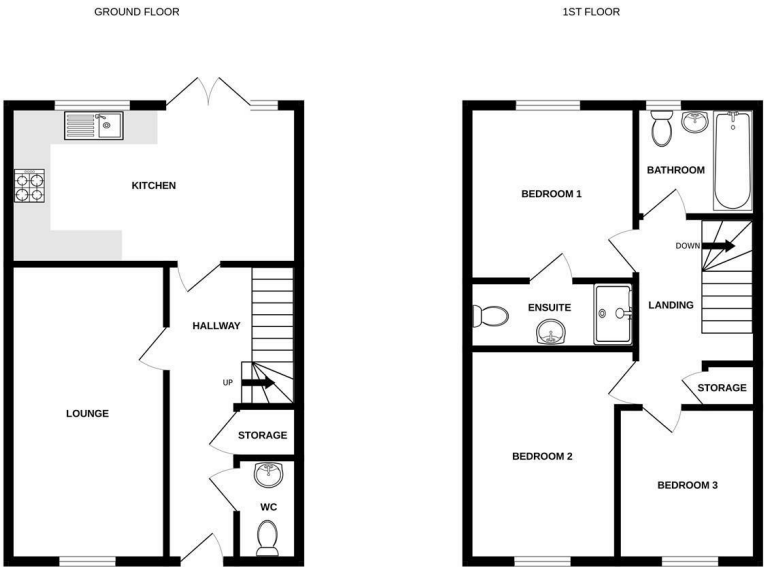 GROUND FLOOR
KITCHEN
HALLWAY
UP
LOUNGE
STORAGE
WC
1ST FLOOR
BEDROOM 1
BATHROOM
DOWN
ENSUITE
LANDING
STORAGE
BEDROOM 2
BEDROOM 3